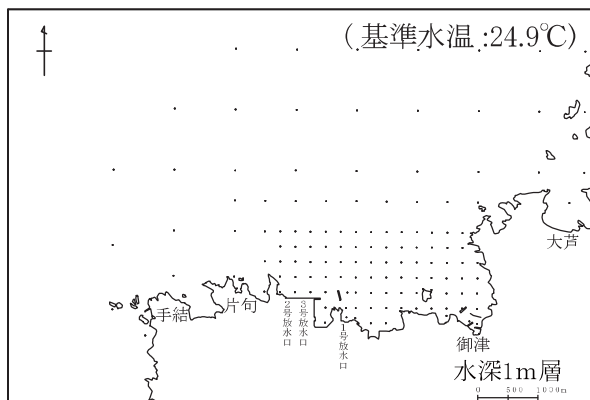 (基準水温:24.9℃)
大芦
手結
片句
2号放水口
3号放水口
1号放水口
御津
水深1m層
0 500 1000m